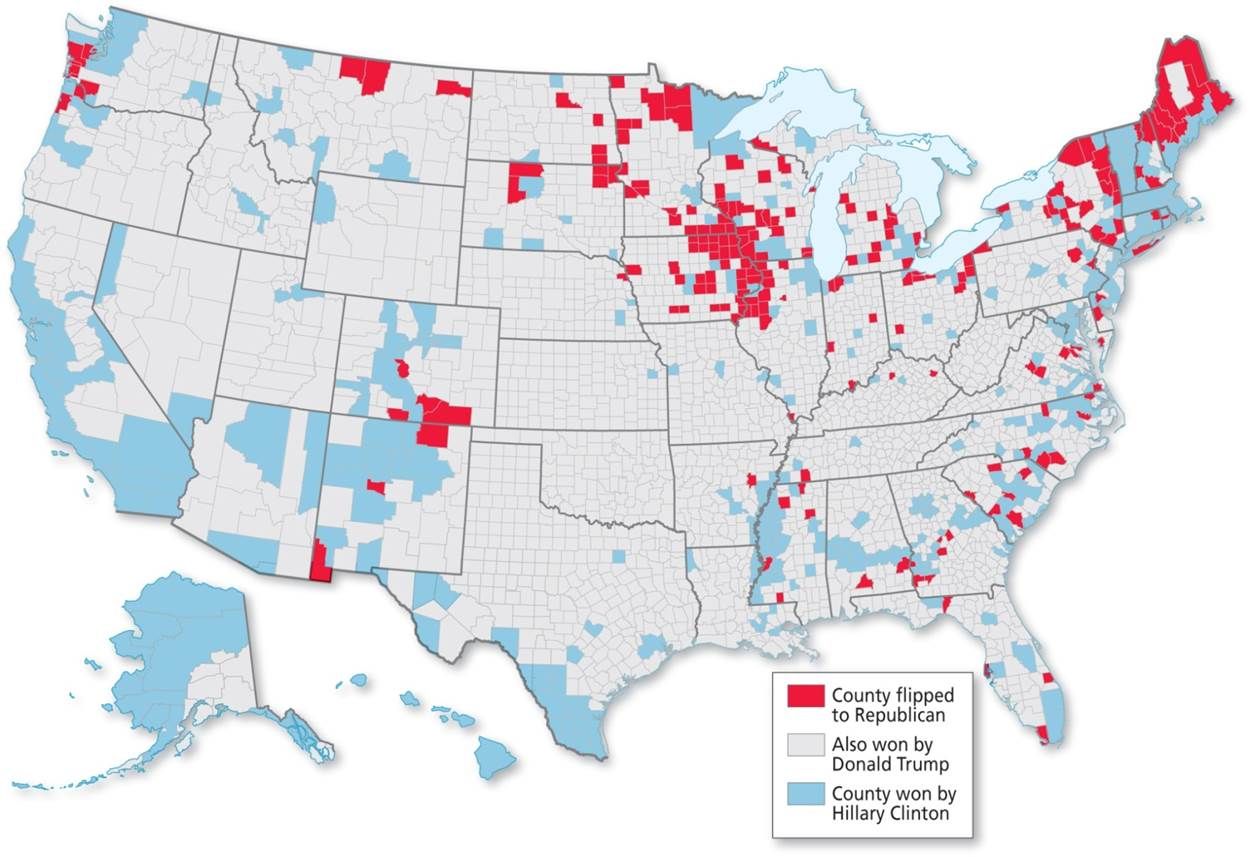 County flipped
to Republican
Also won by
Donald Trump
County won by
Hillary Clinton